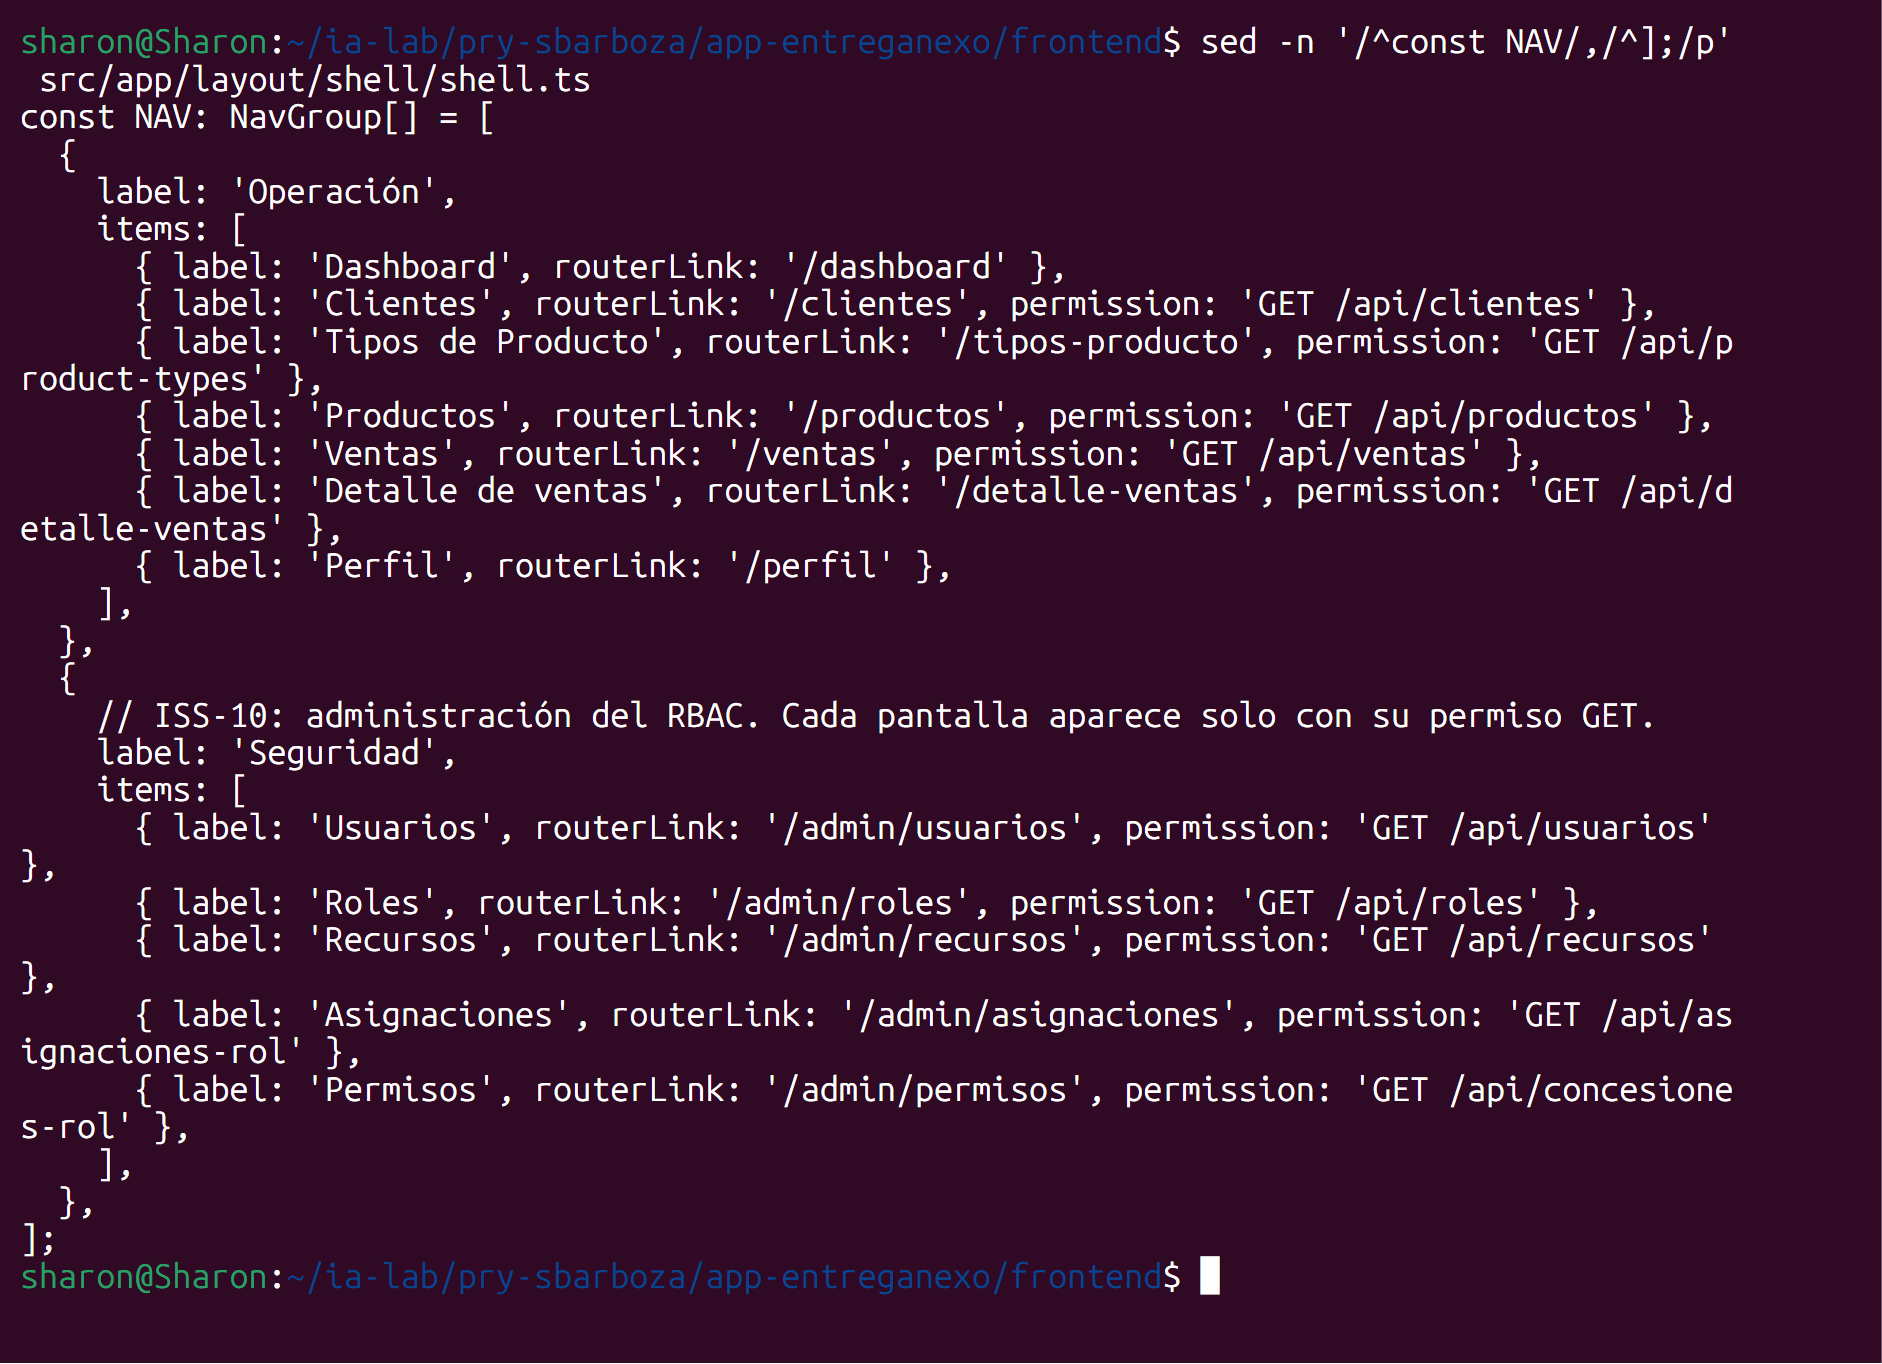 sharon@Sharon:~/ia-lab/pry-sbarboza/app-entreganexo/frontend$ sed -n '/^const NAV/,/^];/p'
 src/app/layout/shell/shell.ts
const NAV: NavGroup[] = [
  {
    label: 'Operación',
    items: [
      { label: 'Dashboard', routerLink: '/dashboard' },
      { label: 'Clientes', routerLink: '/clientes', permission: 'GET /api/clientes' },
      { label: 'Tipos de Producto', routerLink: '/tipos-producto', permission: 'GET /api/p
roduct-types' },
      { label: 'Productos', routerLink: '/productos', permission: 'GET /api/productos' },
      { label: 'Ventas', routerLink: '/ventas', permission: 'GET /api/ventas' },
      { label: 'Detalle de ventas', routerLink: '/detalle-ventas', permission: 'GET /api/d
etalle-ventas' },
      { label: 'Perfil', routerLink: '/perfil' },
    ],
  },
  {
    // ISS-10: administración del RBAC. Cada pantalla aparece solo con su permiso GET.
    label: 'Seguridad',
    items: [
      { label: 'Usuarios', routerLink: '/admin/usuarios', permission: 'GET /api/usuarios'
},
      { label: 'Roles', routerLink: '/admin/roles', permission: 'GET /api/roles' },
      { label: 'Recursos', routerLink: '/admin/recursos', permission: 'GET /api/recursos'
},
      { label: 'Asignaciones', routerLink: '/admin/asignaciones', permission: 'GET /api/as
ignaciones-rol' },
      { label: 'Permisos', routerLink: '/admin/permisos', permission: 'GET /api/concesione
s-rol' },
    ],
  },
];
sharon@Sharon:~/ia-lab/pry-sbarboza/app-entreganexo/frontend$